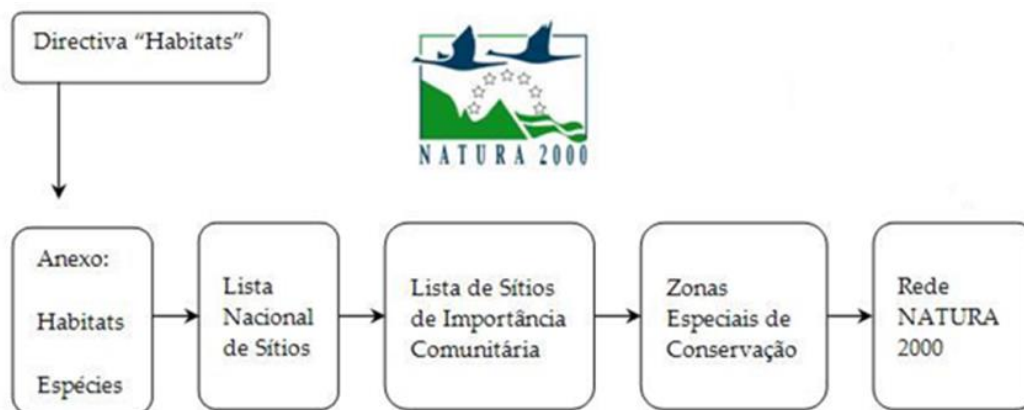 Directiva “Habitats”
NATURA 2000
Anexo:
Habitats
Espécies
Lista
Nacional
de Sítios
Lista de Sítios
de Importância
Comunitária
Zonas
Especiais de
Conservação
Rede
NATURA
2000